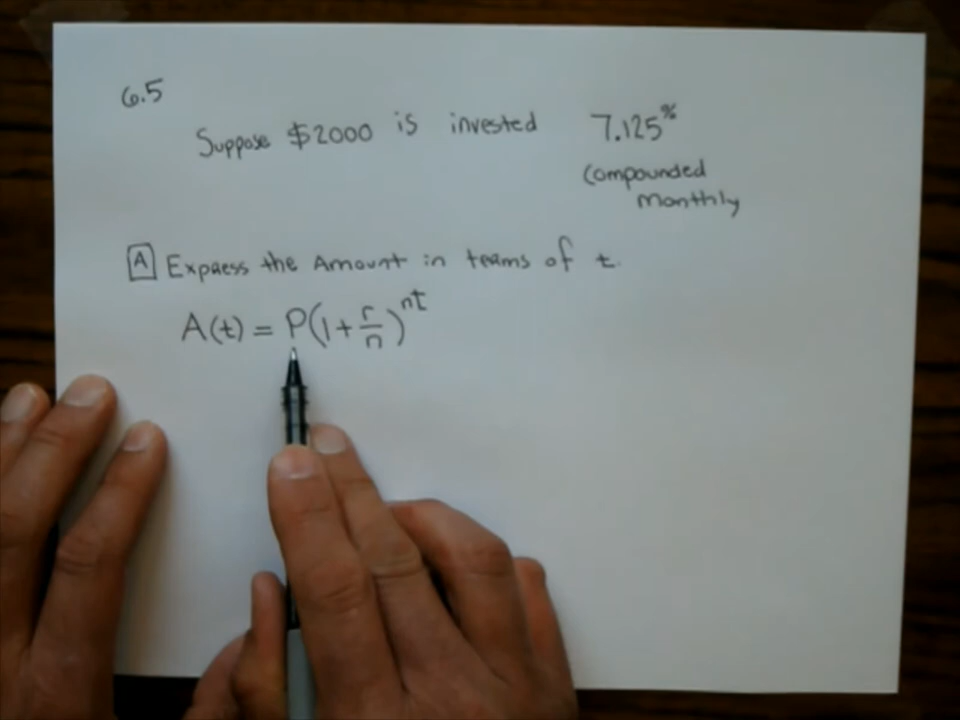 6.5
Suppose $2000 is invested 7.125%
compounded
monthly
A Express the Amount in terms of t.
A(t) = P(1 + r/n)^nt